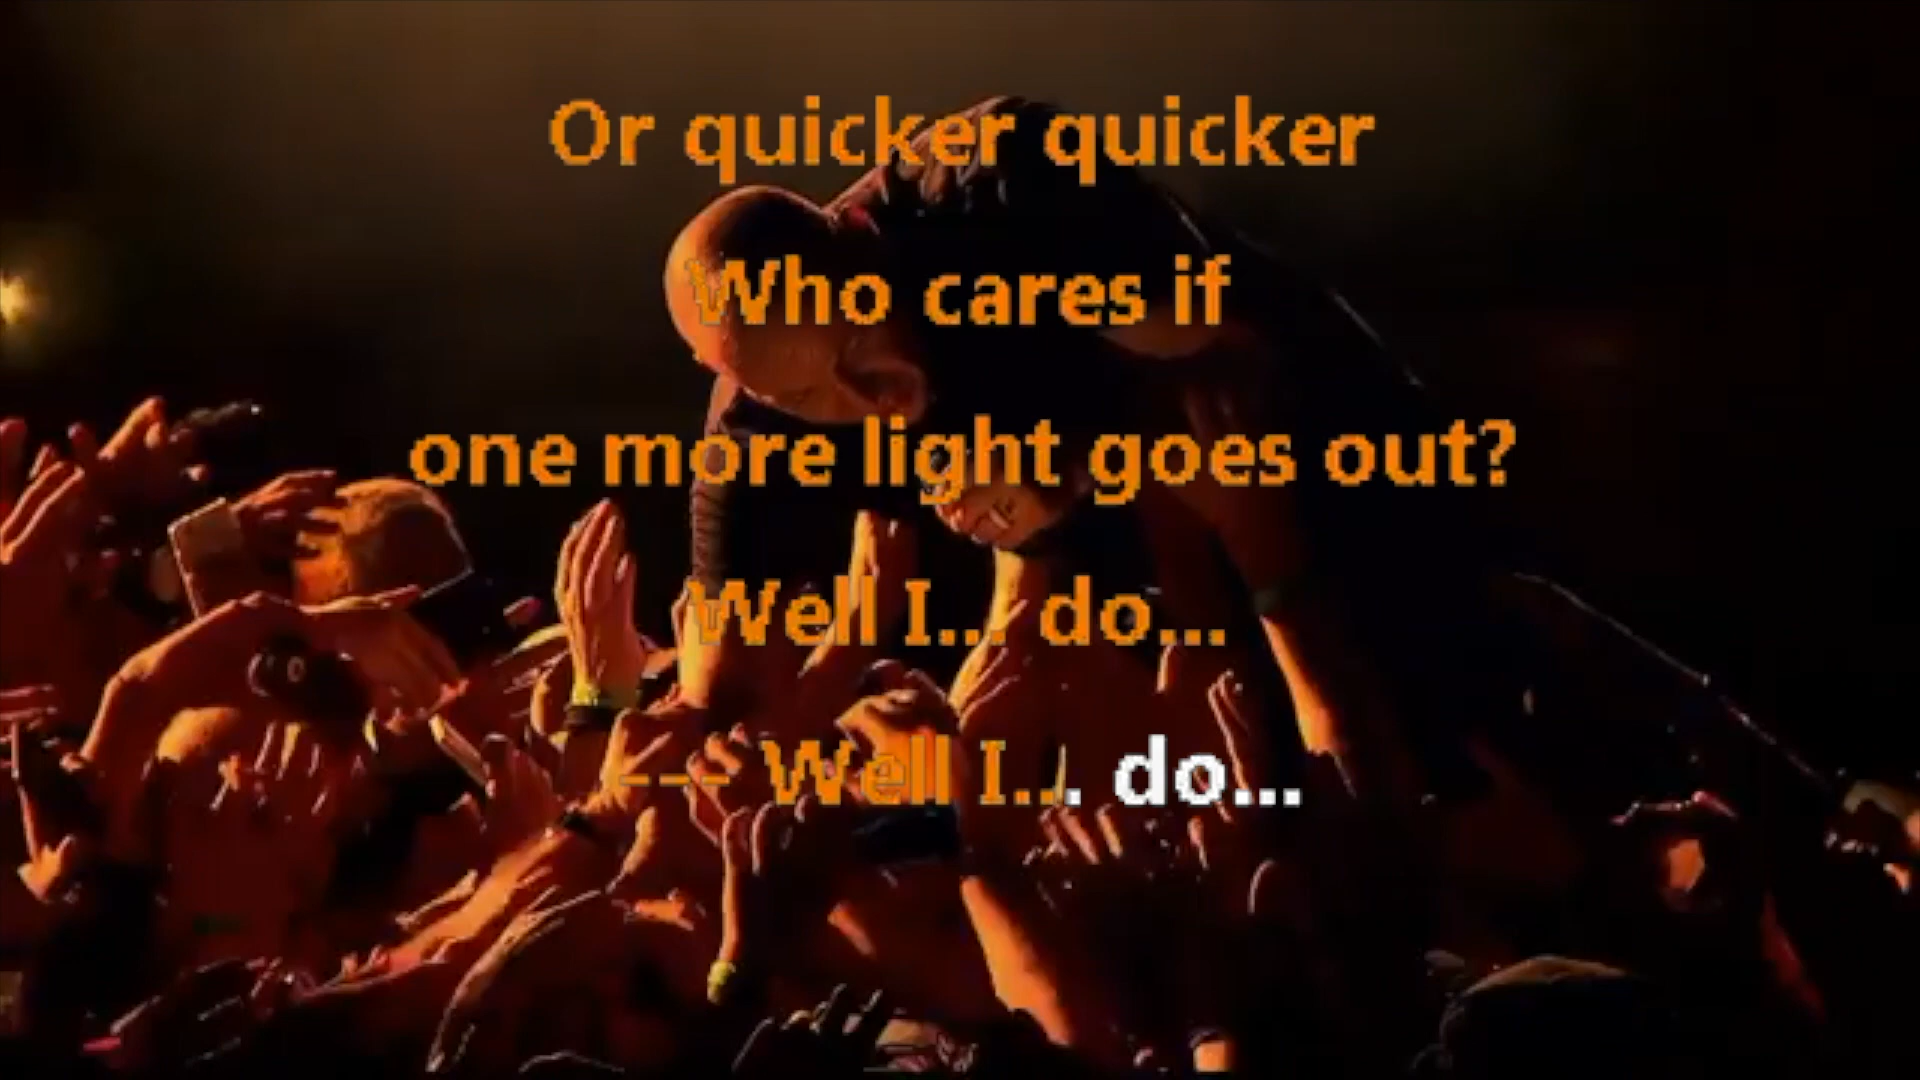 Or quicker quicker
Who cares if
one more light goes out?
Well I... do...
--- Well I... do...